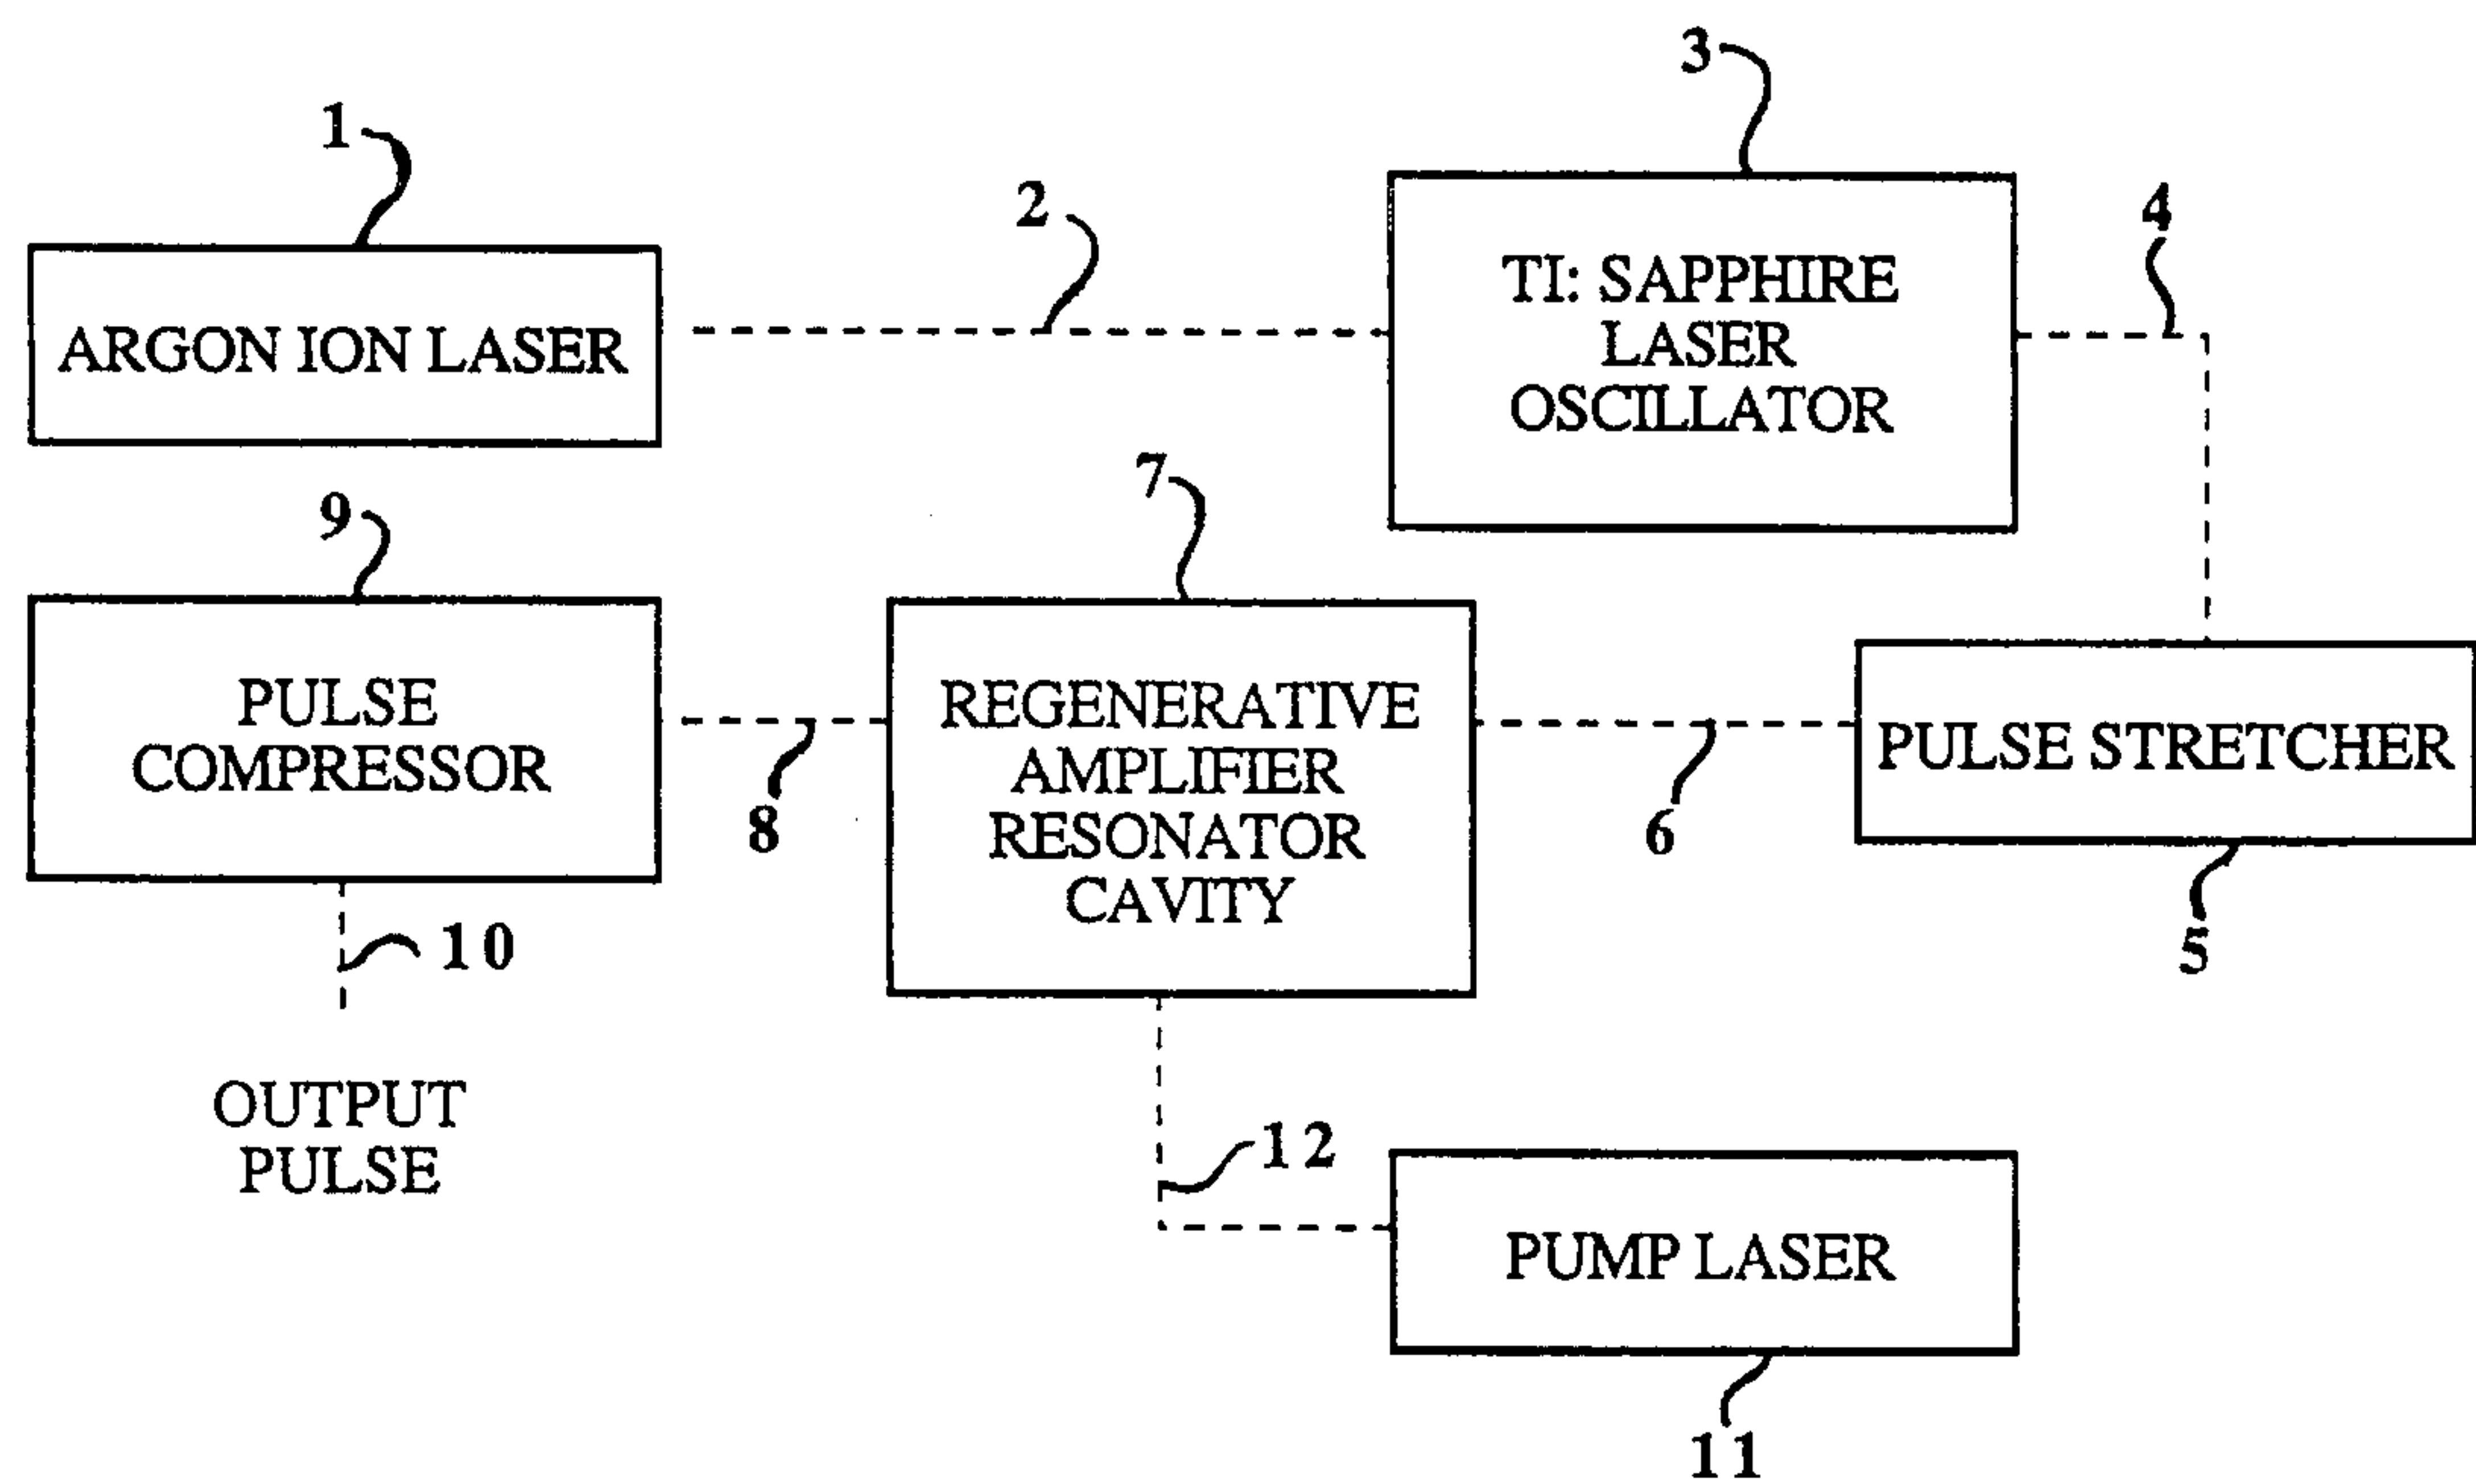 3
1
2
4
TI: SAPPHIRE
LASER
OSCILLATOR
ARGON ION LASER
9
7
PULSE
COMPRESSOR
REGENERATIVE
AMPLIFIER
RESONATOR
CAVITY
PULSE STRETCHER
8
6
10
5
OUTPUT
PULSE
12
PUMP LASER
11